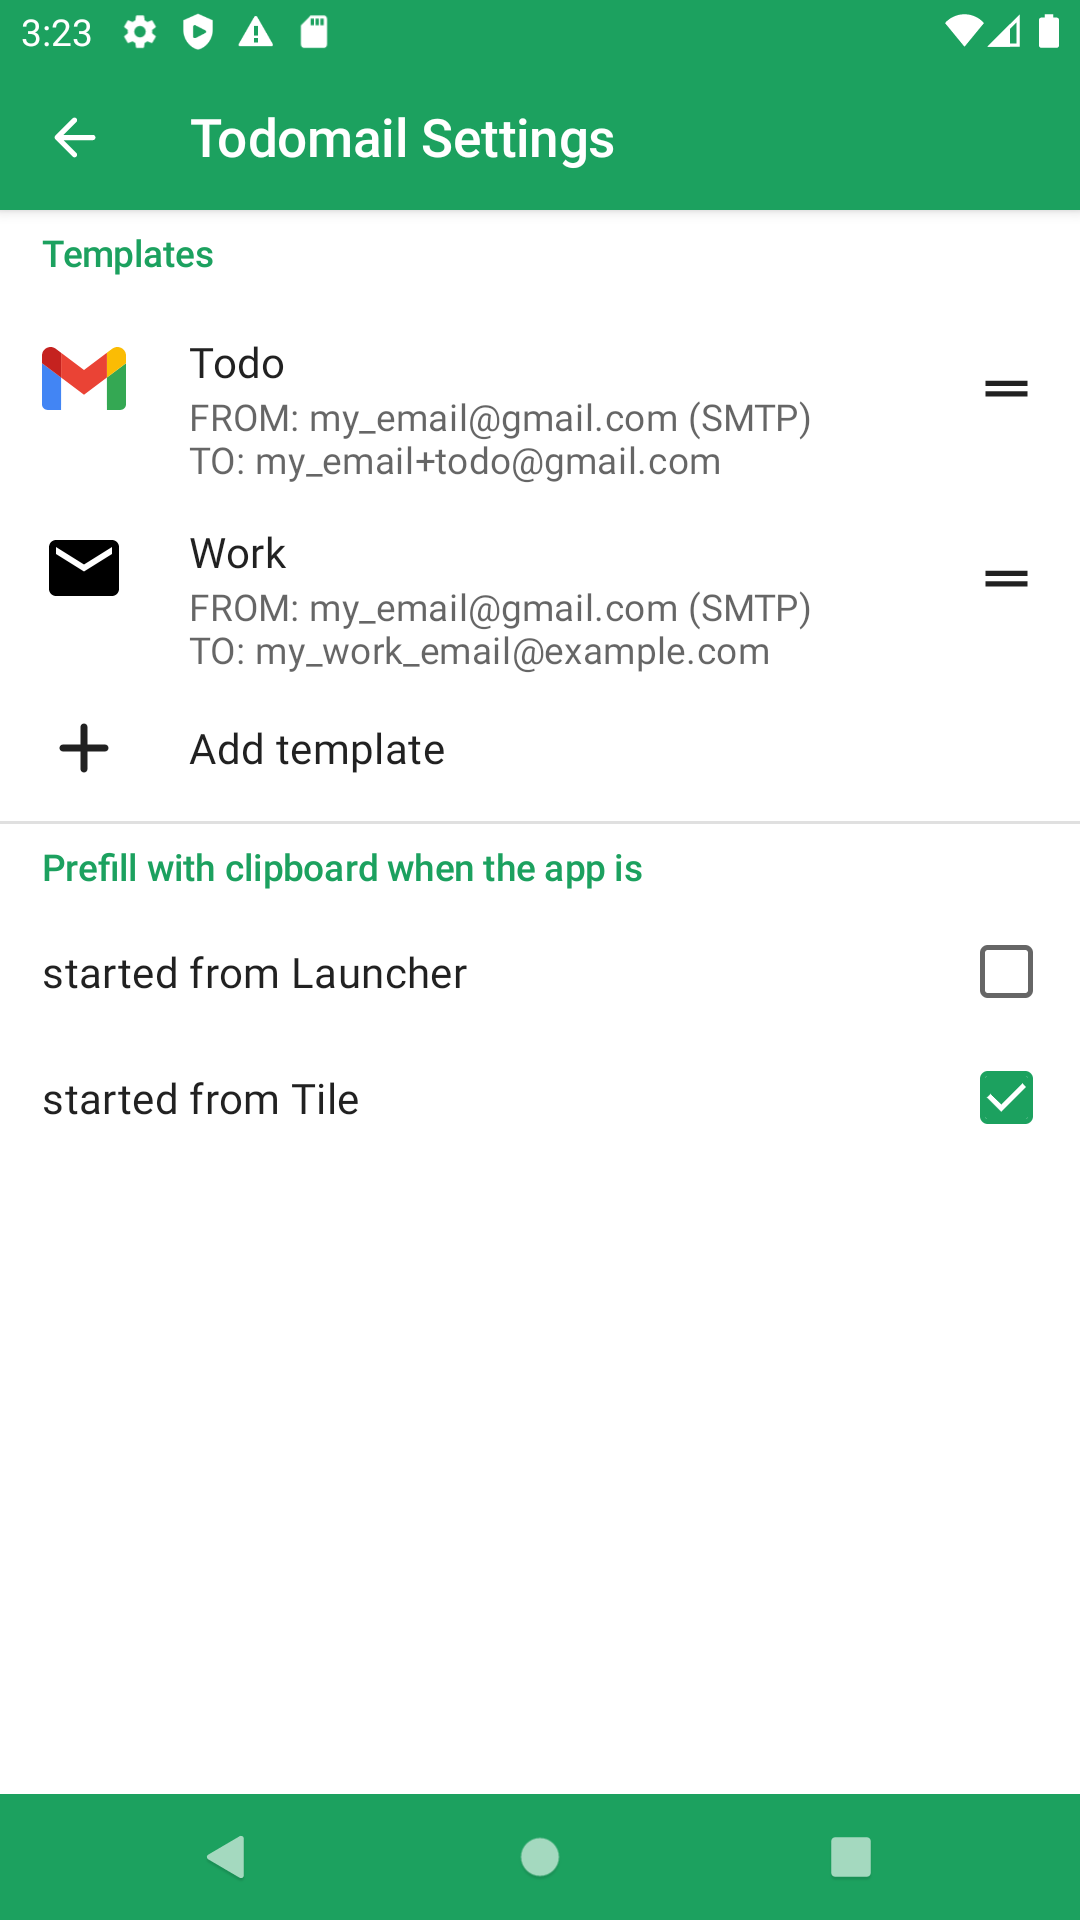 3:23
Todomail Settings
Templates
Todo
FROM: my_email@gmail.com (SMTP)
TO: my_email+todo@gmail.com
Work
FROM: my_email@gmail.com (SMTP)
TO: my_work_email@example.com
Add template
Prefill with clipboard when the app is
started from Launcher
started from Tile